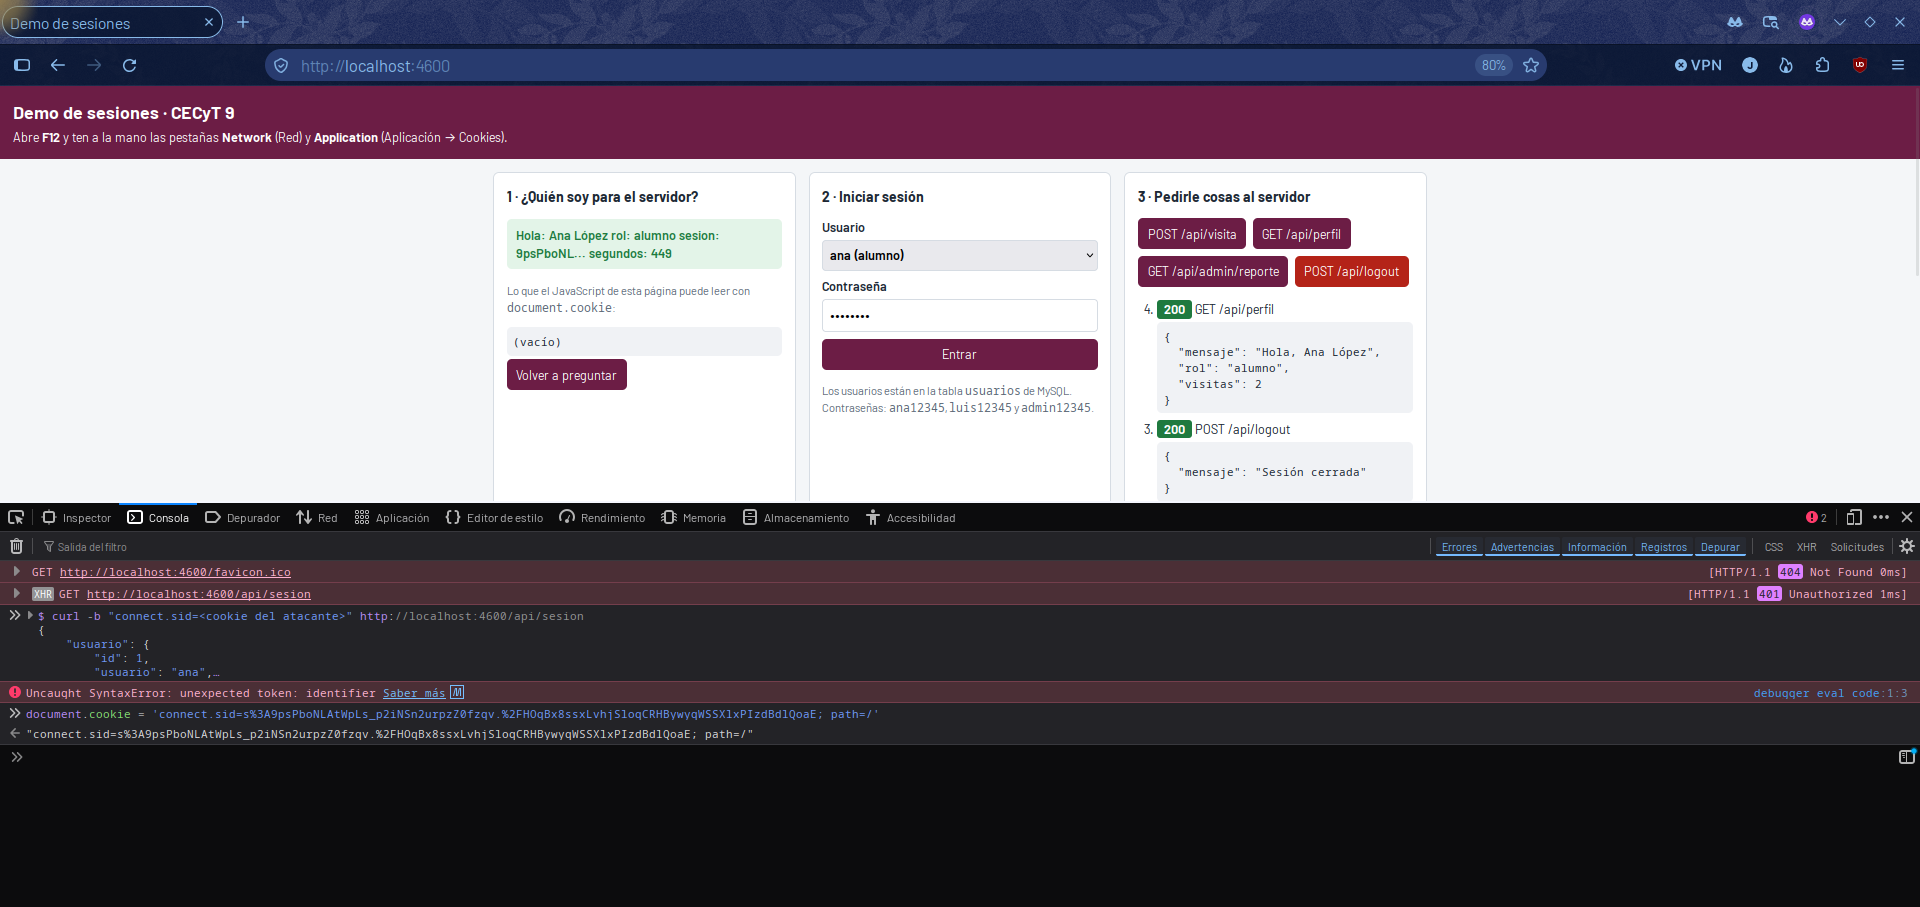 Demo de sesiones
http://localhost:4600
80%
VPN
Demo de sesiones · CECyT 9
Abre F12 y ten a la mano las pestañas Network (Red) y Application (Aplicación → Cookies).
1 · ¿Quién soy para el servidor?
Hola: Ana López rol: alumno sesion:
9psPboNL... segundos: 449
Lo que el JavaScript de esta página puede leer con
document.cookie:
(vacío)
Volver a preguntar
2 · Iniciar sesión
Usuario
ana (alumno)
Contraseña
••••••••
Entrar
Los usuarios están en la tabla usuarios de MySQL.
Contraseñas: ana12345, luis12345 y admin12345.
3 · Pedirle cosas al servidor
POST /api/visita GET /api/perfil
GET /api/admin/reporte POST /api/logout
4. 200 GET /api/perfil
{
"mensaje": "Hola, Ana López",
"rol": "alumno",
"visitas": 2
}
3. 200 POST /api/logout
{
"mensaje": "Sesión cerrada"
}
Inspector Consola Depurador Red Aplicación Editor de estilo Rendimiento Memoria Almacenamiento Accesibilidad 2
Salida del filtro Errores Advertencias Información Registros Depurar CSS XHR Solicitudes
GET http://localhost:4600/favicon.ico [HTTP/1.1 404 Not Found 0ms]
XHR GET http://localhost:4600/api/sesion [HTTP/1.1 401 Unauthorized 1ms]
$ curl -b "connect.sid=<cookie del atacante>" http://localhost:4600/api/sesion
{
"usuario": {
"id": 1,
"usuario": "ana",…
Uncaught SyntaxError: unexpected token: identifier Saber más debugger eval code:1:3
document.cookie = 'connect.sid=s%3A9psPboNLAtWpLs_p2iNSn2urpzZ0fzqv.%2FHOqBx8ssxLvhjSloqCRHBywyqWSSXlxPIzdBdlQoaE; path=/'
"connect.sid=s%3A9psPboNLAtWpLs_p2iNSn2urpzZ0fzqv.%2FHOqBx8ssxLvhjSloqCRHBywyqWSSXlxPIzdBdlQoaE; path=/"